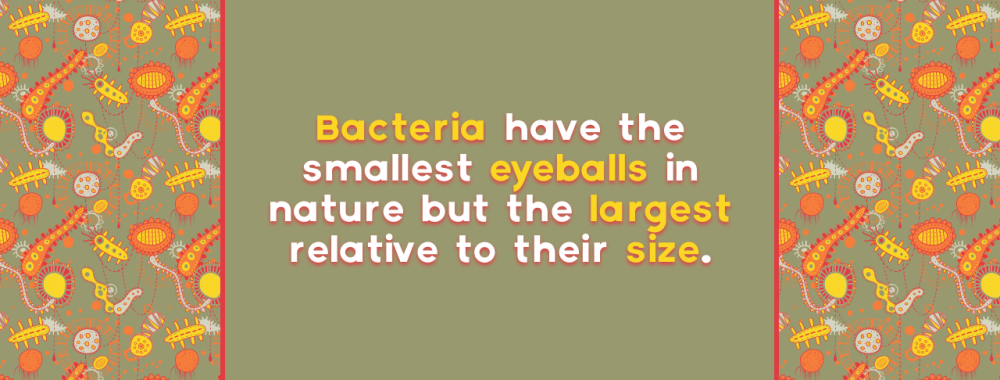 Bacteria have the
smallest eyeballs in
nature but the largest
relative to their size.